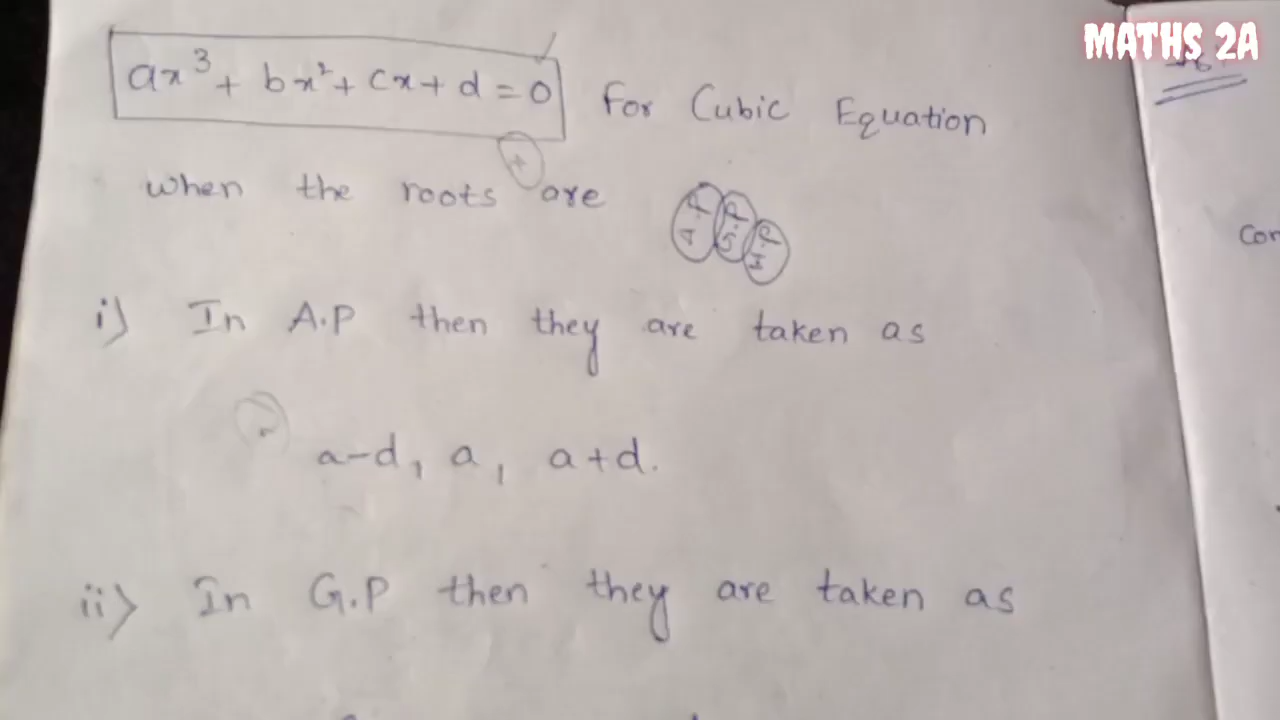 MATHS 2A
ax³ + bx² + cx + d = 0 For Cubic Equation
when the roots are
A.P G.P H.P
i) In A.P then they are taken as
a-d, a, a+d.
ii) In G.P then they are taken as
Con